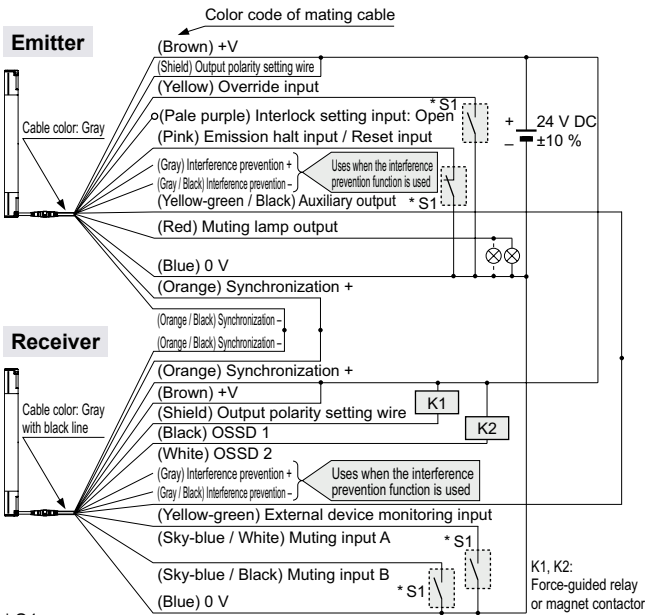 Color code of mating cable
Emitter
(Brown) +V
(Shield) Output polarity setting wire
(Yellow) Override input
* S1
(Pale purple) Interlock setting input: Open
+ 24 V DC
– ±10 %
Cable color: Gray
(Pink) Emission halt input / Reset input
(Gray) Interference prevention +
(Gray / Black) Interference prevention –
Uses when the interference
prevention function is used
(Yellow-green / Black) Auxiliary output
* S1
(Red) Muting lamp output
(Blue) 0 V
(Orange) Synchronization +
(Orange / Black) Synchronization –
Receiver
(Orange / Black) Synchronization –
(Orange) Synchronization +
(Brown) +V
Cable color: Gray
with black line
(Shield) Output polarity setting wire
K1
(Black) OSSD 1
K2
(White) OSSD 2
(Gray) Interference prevention +
(Gray / Black) Interference prevention –
Uses when the interference
prevention function is used
(Yellow-green) External device monitoring input
(Sky-blue / White) Muting input A
* S1
(Sky-blue / Black) Muting input B
* S1
(Blue) 0 V
K1, K2:
Force-guided relay
or magnet contactor